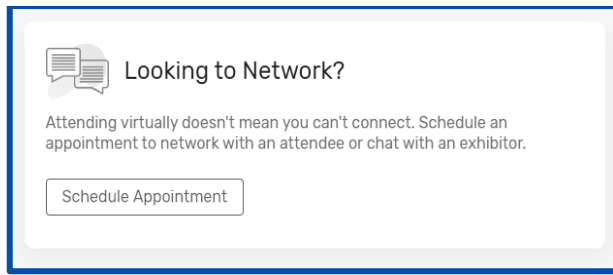 Looking to Network?
Attending virtually doesn't mean you can't connect. Schedule an
appointment to network with an attendee or chat with an exhibitor.
Schedule Appointment